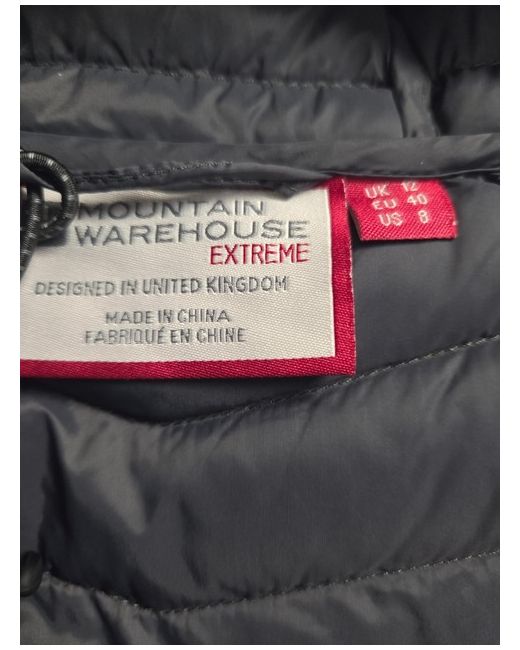 MOUNTAIN
WAREHOUSE
EXTREME
DESIGNED IN UNITED KINGDOM
MADE IN CHINA
FABRIQUÉ EN CHINE
UK 12
EU 40
US 8